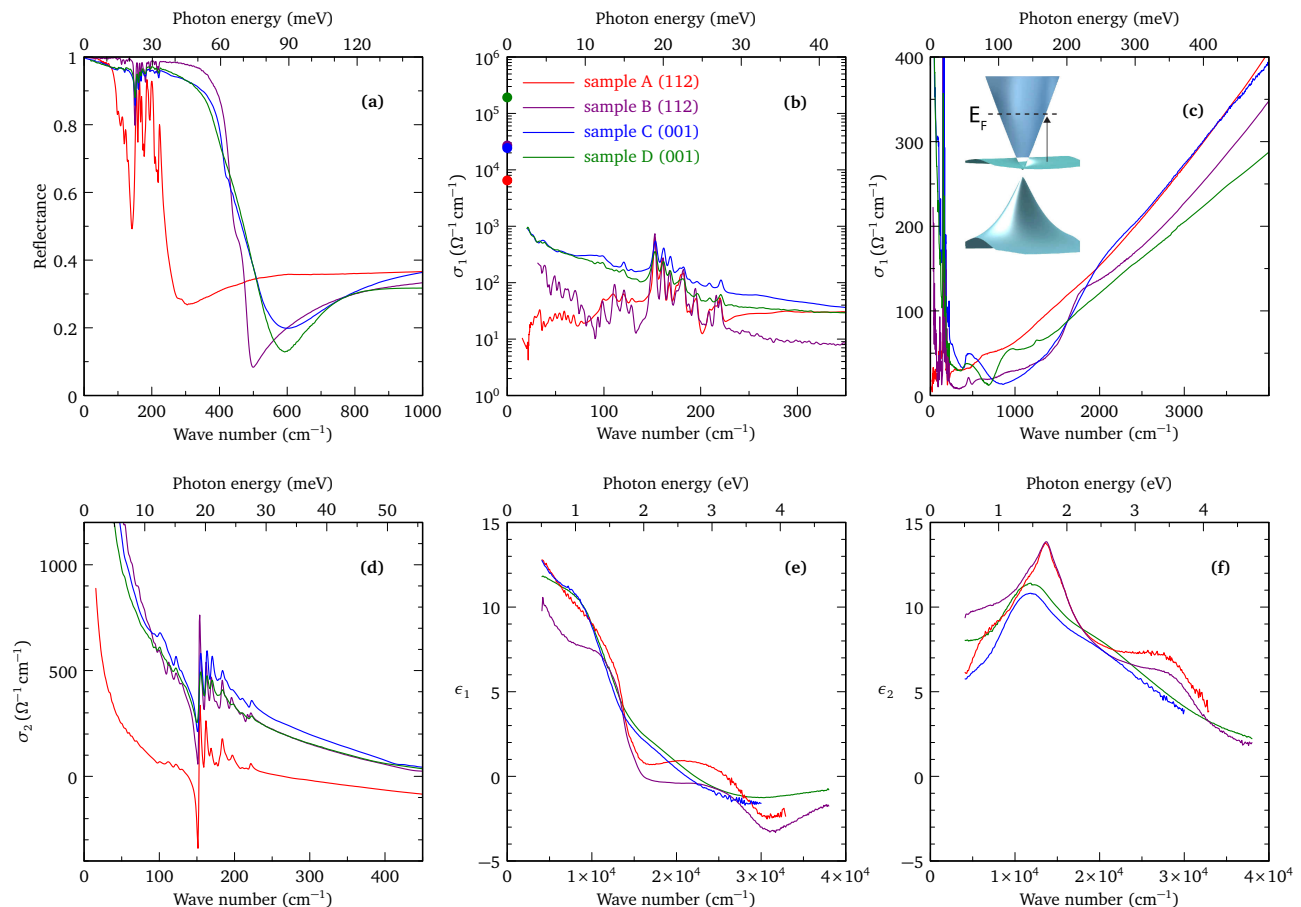 Photon energy (meV)
0 30 60 90 120
1
0.8
0.6
0.4
0.2
0
Reflectance
(a)
0 200 400 600 800 1000
Wave number (cm⁻¹)
Photon energy (meV)
0 10 20 30 40
10⁶
10⁵
10⁴
10³
10²
10¹
10⁰
σ₁ (Ω⁻¹ cm⁻¹)
sample A (112)
sample B (112)
sample C (001)
sample D (001)
(b)
0 100 200 300
Wave number (cm⁻¹)
Photon energy (meV)
0 100 200 300 400
400
300
200
100
0
σ₁ (Ω⁻¹ cm⁻¹)
E_F
(c)
0 1000 2000 3000
Wave number (cm⁻¹)
Photon energy (meV)
0 10 20 30 40 50
1000
500
0
σ₂ (Ω⁻¹ cm⁻¹)
(d)
0 100 200 300 400
Wave number (cm⁻¹)
Photon energy (eV)
0 1 2 3 4
15
10
5
0
−5
ϵ₁
(e)
0 1×10⁴ 2×10⁴ 3×10⁴ 4×10⁴
Wave number (cm⁻¹)
Photon energy (eV)
0 1 2 3 4
15
10
5
0
−5
ϵ₂
(f)
0 1×10⁴ 2×10⁴ 3×10⁴ 4×10⁴
Wave number (cm⁻¹)